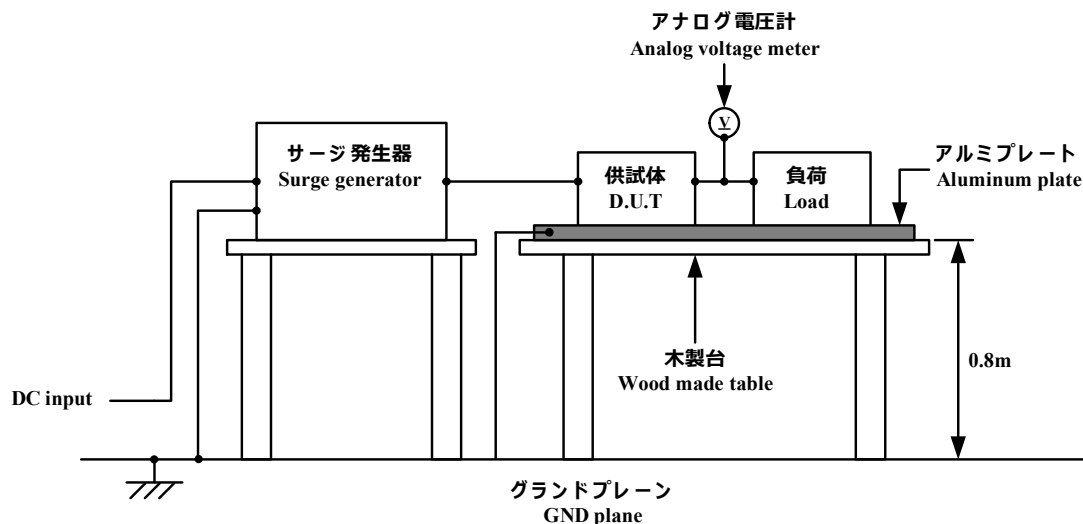 アナログ電圧計
Analog voltage meter
V
サージ発生器
Surge generator
供試体
D.U.T
負荷
Load
アルミプレート
Aluminum plate
木製台
Wood made table
0.8m
DC input
グランドプレーン
GND plane